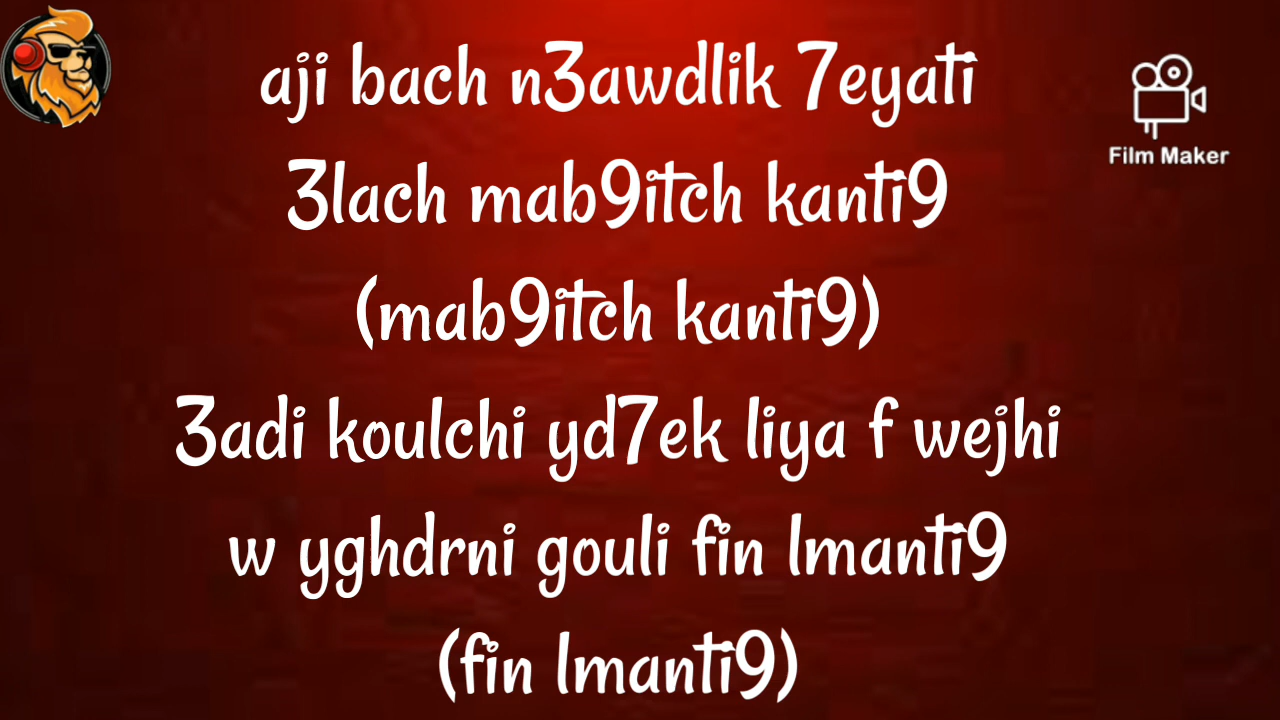 aji bach n3awdlik 7eyati
3lach mab9itch kanti9
(mab9itch kanti9)
3adi koulchi yd7ek liya f wejhi
w yghdrni gouli fin lmanti9
(fin lmanti9)
Film Maker